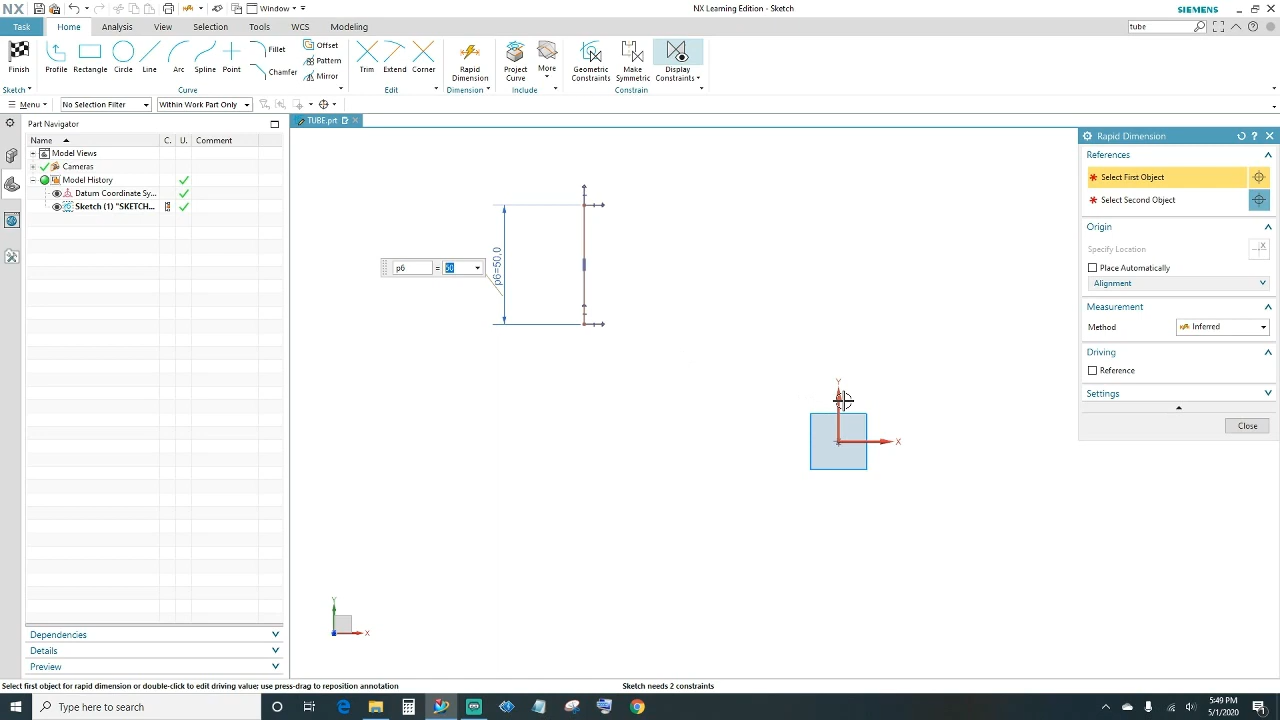 NX
Window
NX Learning Edition - Sketch
SIEMENS
Task
Home
Analysis
View
Selection
Tools
WCS
Modeling
tube
Finish
Profile
Rectangle
Circle
Line
Arc
Spline
Point
Fillet
Chamfer
Offset
Pattern
Mirror
Trim
Extend
Corner
Rapid Dimension
Project Curve
More
Geometric Constraints
Make Symmetric
Display Constraints
Sketch
Curve
Edit
Dimension
Include
Constrain
Menu
No Selection Filter
Within Work Part Only
Part Navigator
TUBE.prt
Name
C.
U.
Comment
Model Views
Cameras
Model History
Datum Coordinate Sy...
Sketch (1) "SKETCH...
p6=50,0
p6
=
50
Y
X
Y
X
Rapid Dimension
References
Select First Object
Select Second Object
Origin
Specify Location
Place Automatically
Alignment
Measurement
Method
Inferred
Driving
Reference
Settings
Close
Dependencies
Details
Preview
Select first object for rapid dimension or double-click to edit driving value; use press-drag to reposition annotation
Sketch needs 2 constraints
Type here to search
5:49 PM
5/1/2020